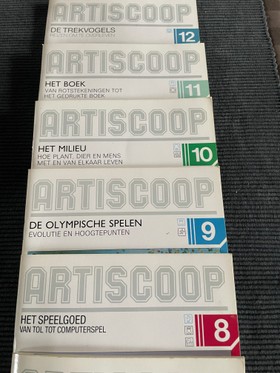 ARTISCOOP
DE TREKVOGELS
12
ARTISCOOP
HET BOEK
VAN ROTSTEKENINGEN TOT
HET GEDRUKTE BOEK
11
ARTISCOOP
HET MILIEU
HOE PLANT, DIER EN MENS
MET EN VAN ELKAAR LEVEN
10
ARTISCOOP
DE OLYMPISCHE SPELEN
EVOLUTIE EN HOOGTEPUNTEN
9
ARTISCOOP
HET SPEELGOED
VAN TOL TOT COMPUTERSPEL
8